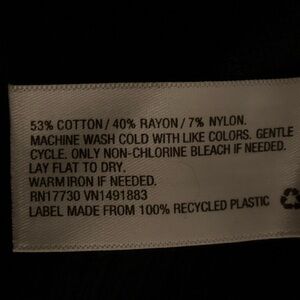 53% COTTON / 40% RAYON / 7% NYLON.
MACHINE WASH COLD WITH LIKE COLORS. GENTLE
CYCLE. ONLY NON-CHLORINE BLEACH IF NEEDED.
LAY FLAT TO DRY.
WARM IRON IF NEEDED.
RN17730 VN1491883
LABEL MADE FROM 100% RECYCLED PLASTIC